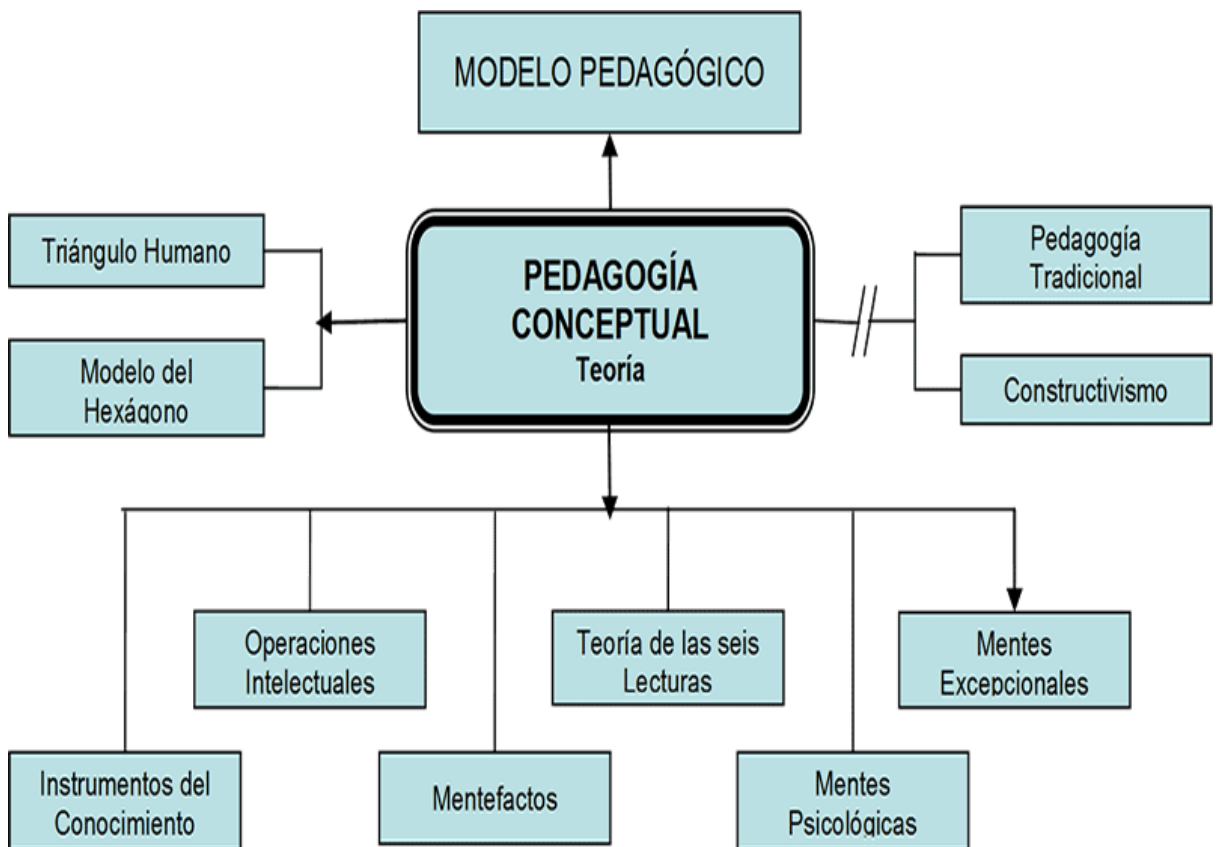 MODELO PEDAGÓGICO
Triángulo Humano
Modelo del
Hexágono
PEDAGOGÍA
CONCEPTUAL
Teoría
Pedagogía
Tradicional
Constructivismo
Operaciones
Intelectuales
Teoría de las seis
Lecturas
Mentes
Excepcionales
Instrumentos del
Conocimiento
Mentefactos
Mentes
Psicológicas